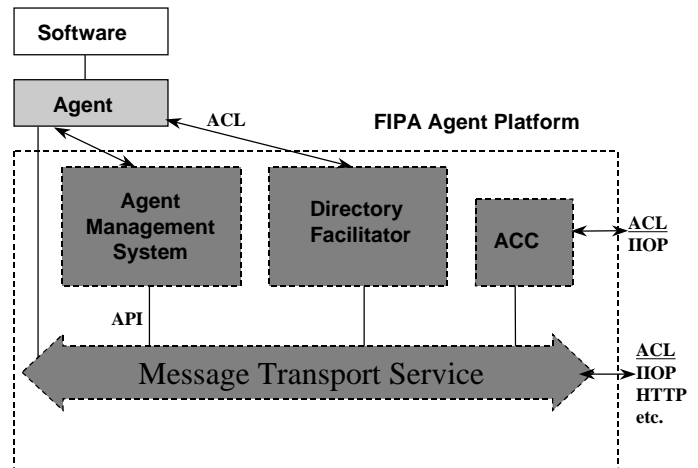 Software
Agent
ACL
FIPA Agent Platform
Agent
Management
System
Directory
Facilitator
ACC
ACL
IIOP
API
Message Transport Service
ACL
IIOP
HTTP
etc.